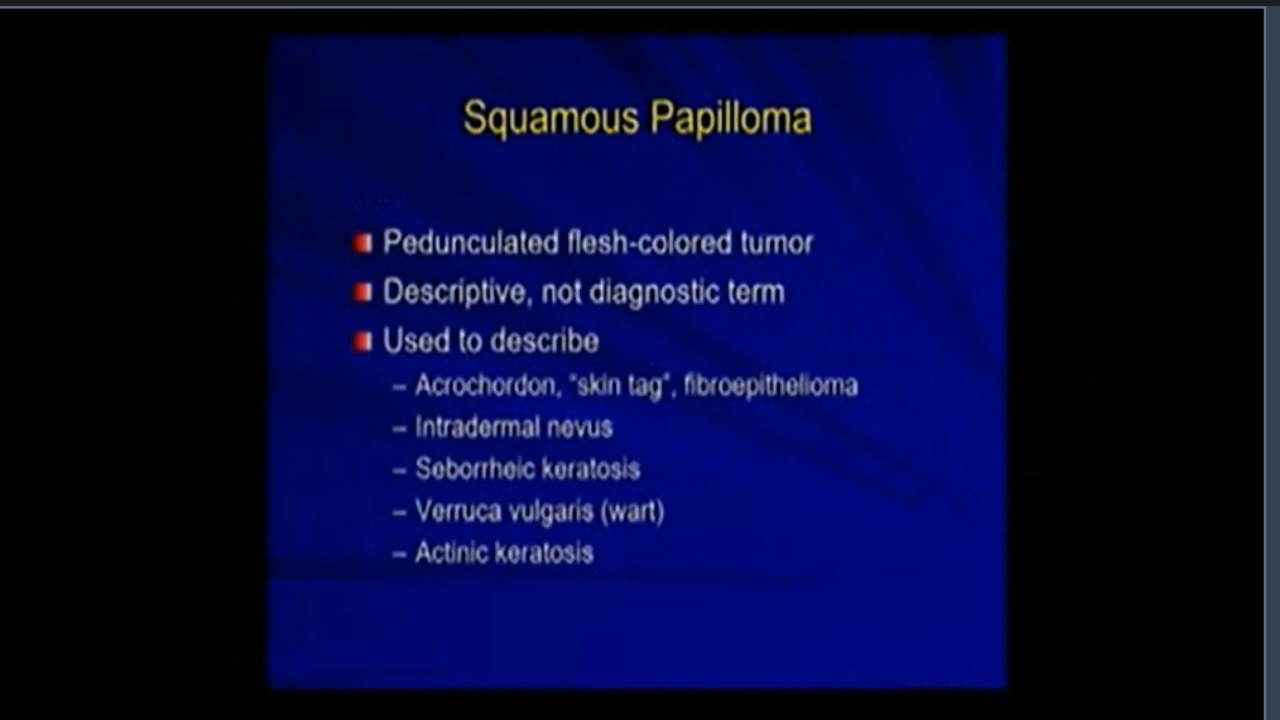 Squamous Papilloma
Pedunculated flesh-colored tumor
Descriptive, not diagnostic term
Used to describe
– Acrochordon, "skin tag", fibroepithelioma
– Intradermal nevus
– Seborrheic keratosis
– Verruca vulgaris (wart)
– Actinic keratosis